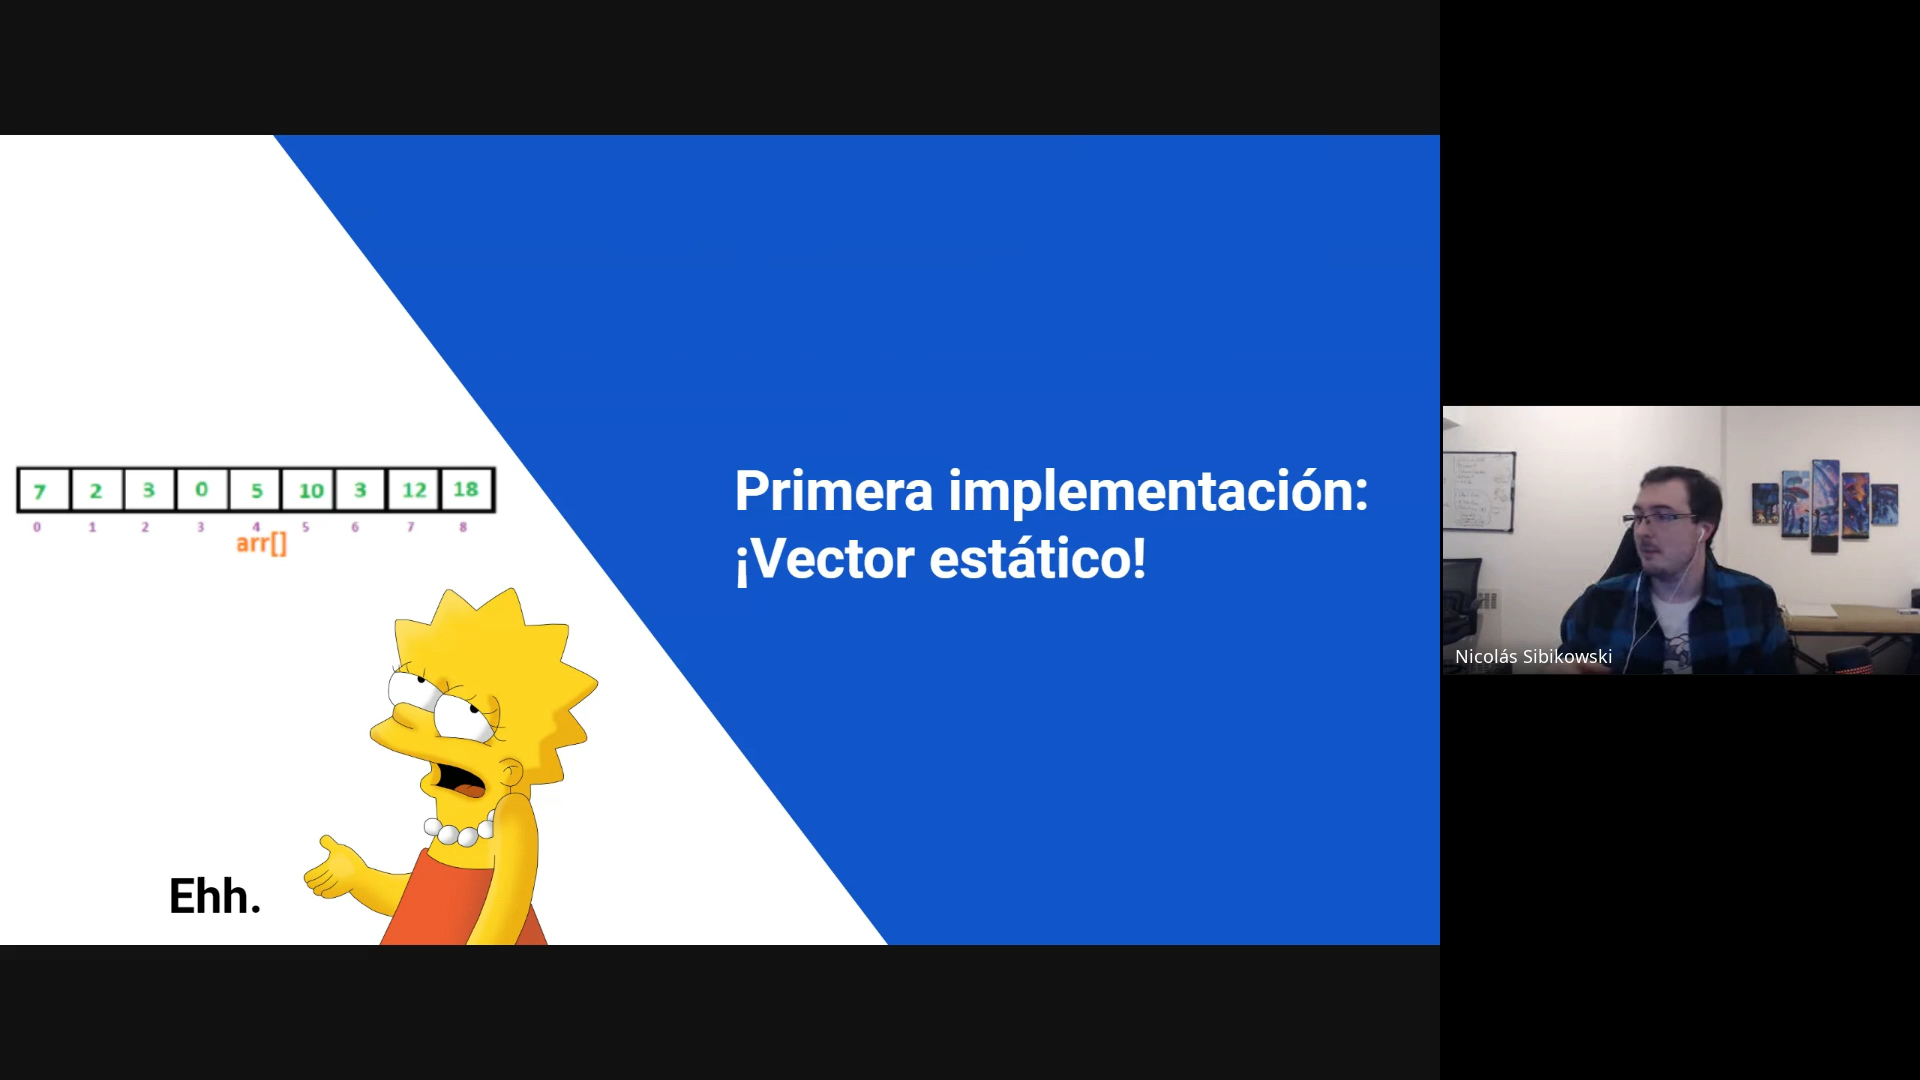 7 2 3 0 5 10 3 12 18
0 1 2 3 4 5 6 7 8
arr[]
Ehh.
Primera implementación:
¡Vector estático!
Nicolás Sibikowski